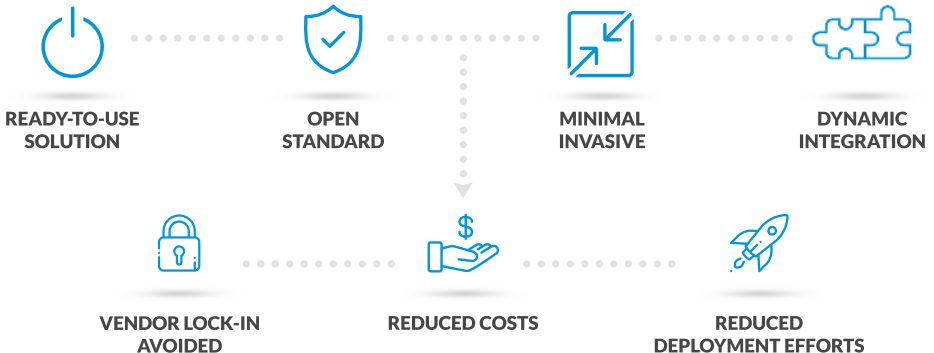 READY-TO-USE
SOLUTION
OPEN
STANDARD
MINIMAL
INVASIVE
DYNAMIC
INTEGRATION
$
VENDOR LOCK-IN
AVOIDED
REDUCED COSTS
REDUCED
DEPLOYMENT EFFORTS